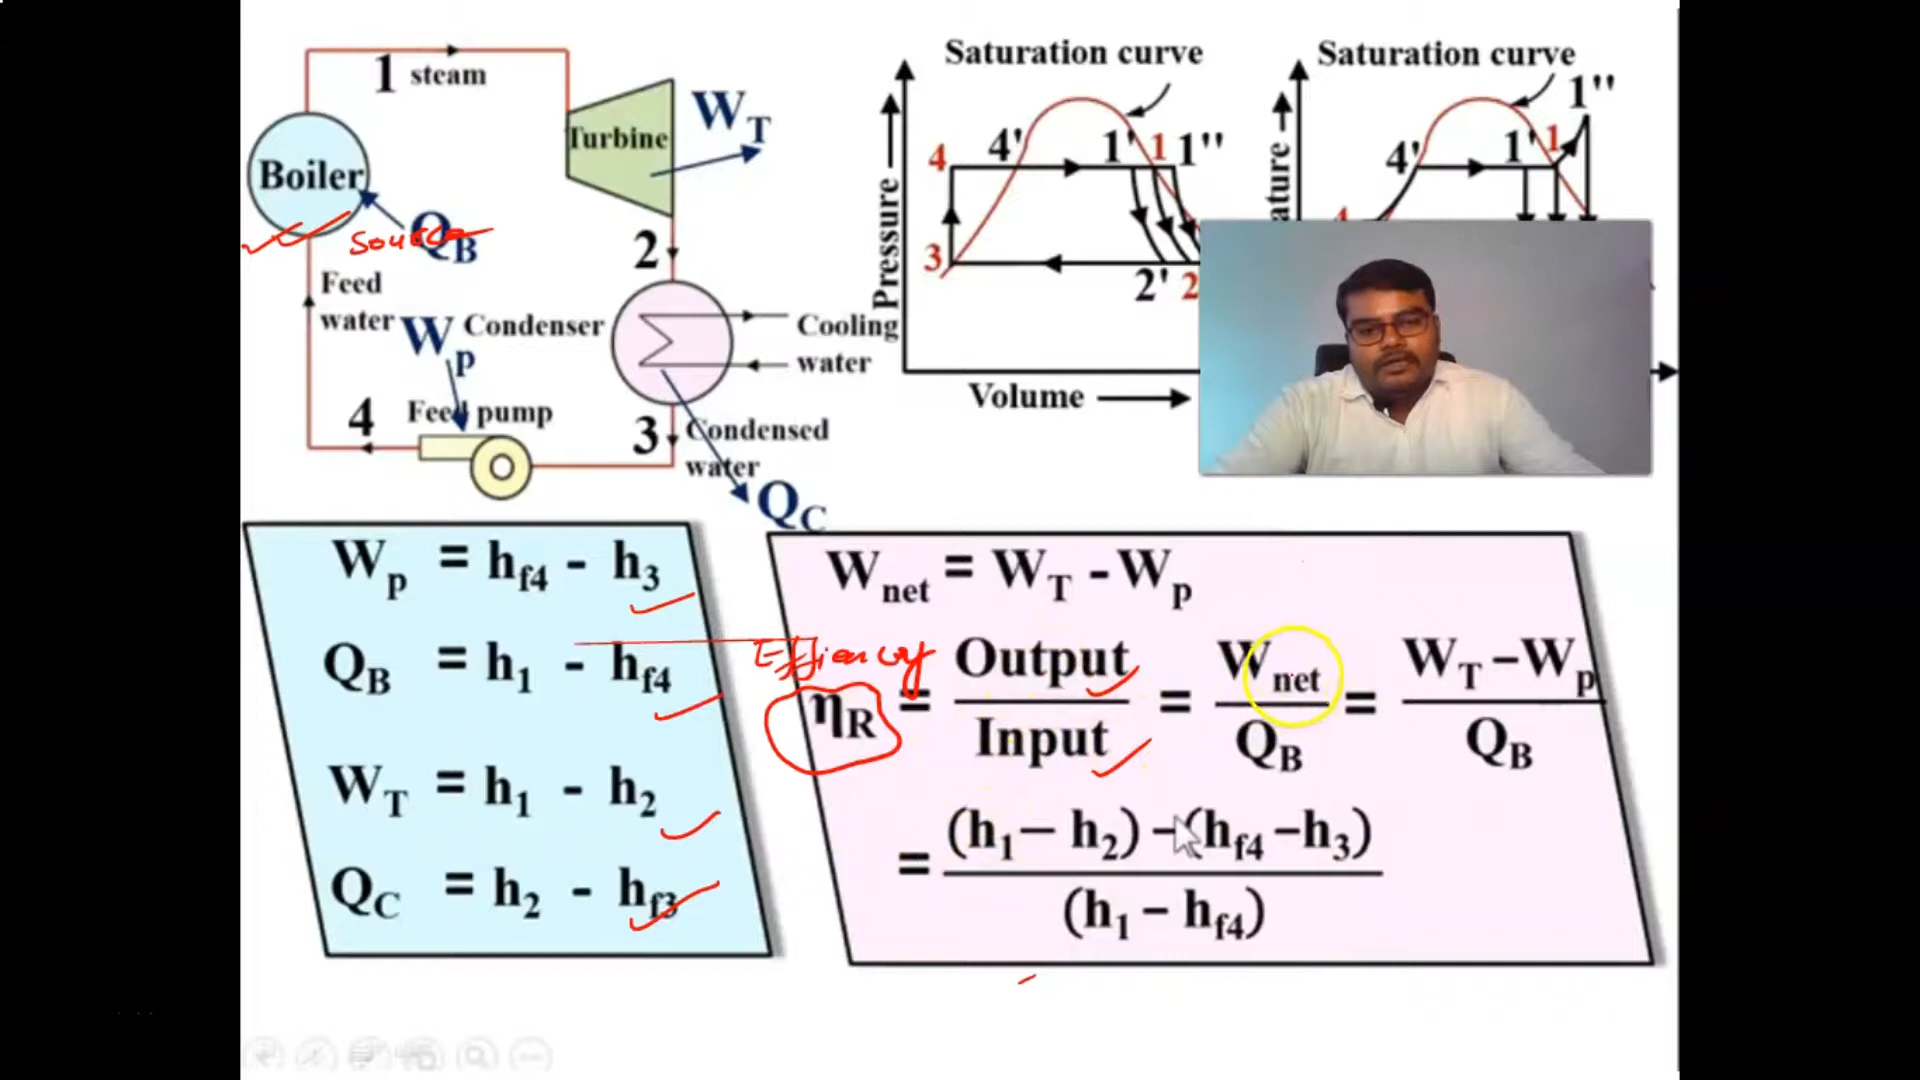 1 steam
Turbine
W_T
Boiler
Q_B
Source
2
Feed
water
W_p
Condenser
Cooling
water
4
Feed pump
3
Condensed
water
Q_C
Saturation curve
Pressure
4 4' 1' 1 1''
3
2' 2
Volume
Saturation curve
1''
4' 1' 1
W_p = h_f4 - h_3
Q_B = h_1 - h_f4
W_T = h_1 - h_2
Q_C = h_2 - h_f3
W_net = W_T - W_p
Effiency
η_R = Output / Input = W_net / Q_B = W_T - W_p / Q_B
= (h_1 - h_2) - (h_f4 - h_3) / (h_1 - h_f4)